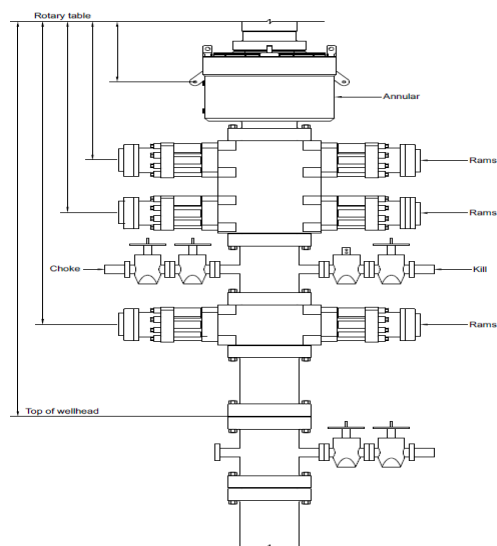 Rotary table
Annular
Rams
Rams
Choke
Kill
Rams
Top of wellhead